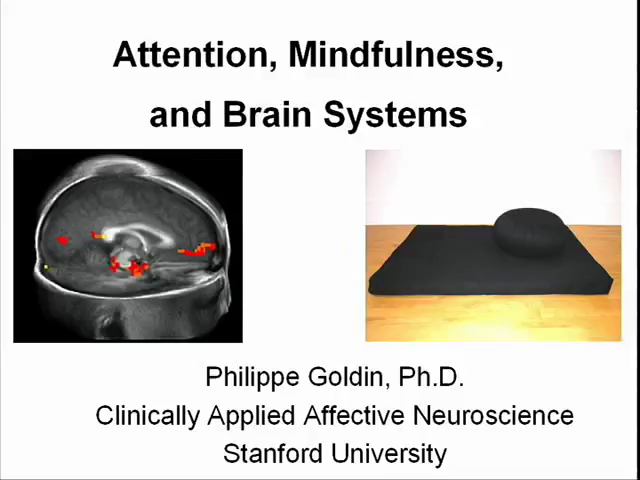 Attention, Mindfulness,
and Brain Systems
Philippe Goldin, Ph.D.
Clinically Applied Affective Neuroscience
Stanford University